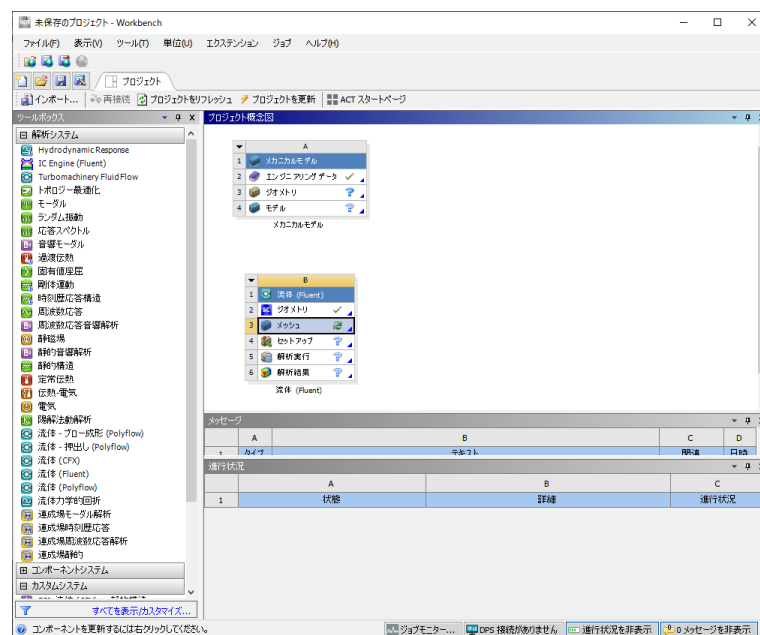 未保存のプロジェクト - Workbench
ファイル(F) 表示(V) ツール(T) 単位(U) エクステンション ジョブ ヘルプ(H)
プロジェクト
インポート... 再接続 プロジェクトをリフレッシュ プロジェクトを更新 ACT スタートページ
ツールボックス
解析システム
Hydrodynamic Response
IC Engine (Fluent)
Turbomachinery Fluid Flow
トポロジー最適化
モーダル
ランダム振動
応答スペクトル
音響モーダル
過渡伝熱
固有値座屈
剛体運動
時刻歴応答構造
周波数応答
周波数応答音響解析
静磁場
静的音響解析
静的構造
定常伝熱
伝熱-電気
電気
陽解法動解析
流体 - ブロー成形 (Polyflow)
流体 - 押出し (Polyflow)
流体 (CFX)
流体 (Fluent)
流体 (Polyflow)
流体力学的回折
連成場モーダル解析
連成場時刻歴応答
連成場周波数応答解析
連成場静的
コンポーネントシステム
カスタムシステム
すべてを表示/カスタマイズ...
プロジェクト概念図
A
1 メカニカルモデル
2 エンジニアリングデータ
3 ジオメトリ
4 モデル
メカニカルモデル
B
1 流体 (Fluent)
2 ジオメトリ
3 メッシュ
4 セットアップ
5 解析実行
6 解析結果
流体 (Fluent)
メッセージ
A B C D
1 タイプ テキスト 関連 日時
進行状況
A B C
1 状態 詳細 進行状況
コンポーネントを更新するには右クリックしてください。 ジョブモニター... DPS 接続がありません 進行状況を非表示 0 メッセージを非表示